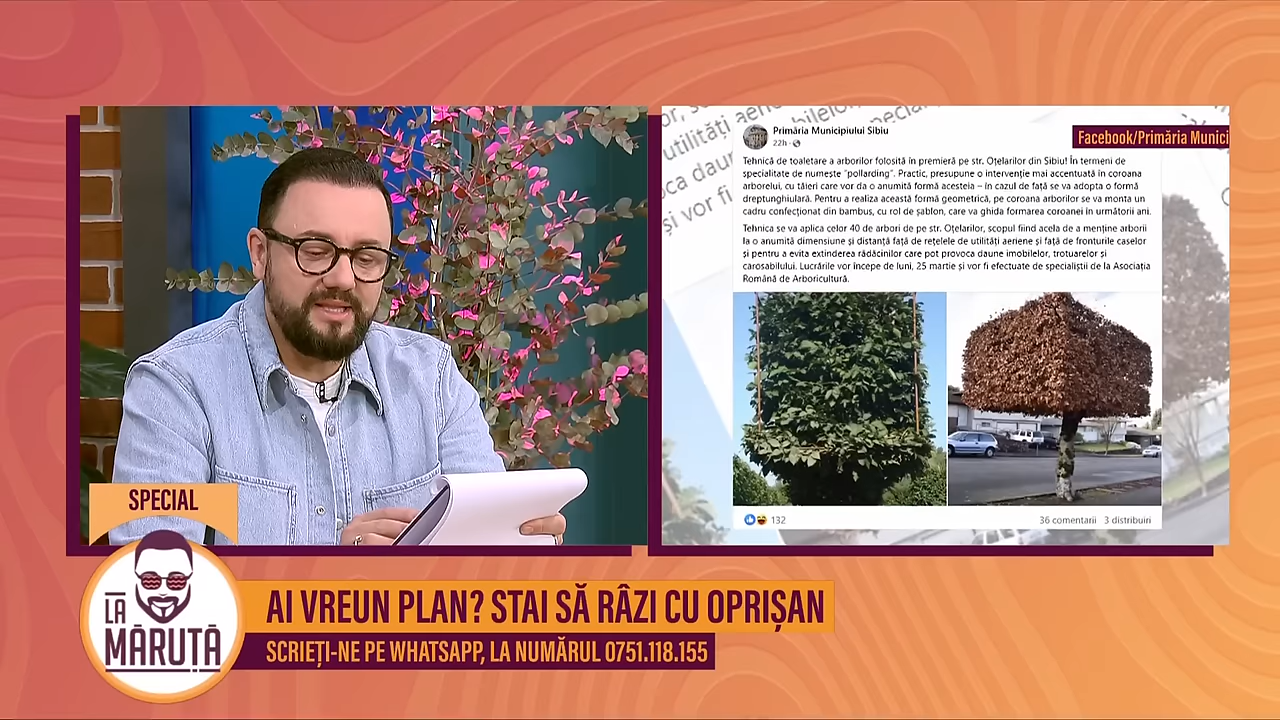 Facebook/Primăria Munici
Primăria Municipiului Sibiu
22h
Tehnică de toaletare a arborilor folosită în premieră pe str. Oțelarilor din Sibiu! În termeni de
specialitate de numește "pollarding". Practic, presupune o intervenție mai accentuată în coroana
arborelui, cu tăieri care vor da o anumită formă acesteia – în cazul de față se va adopta o formă
dreptunghiulară. Pentru a realiza această formă geometrică, pe coroana arborilor se va monta un
cadru confecționat din bambus, cu rol de șablon, care va ghida formarea coroanei în următorii ani.
Tehnica se va aplica celor 40 de arbori de pe str. Oțelarilor, scopul fiind acela de a menține arborii
la o anumită dimensiune și distanță față de rețelele de utilități aeriene și față de fronturile caselor
și pentru a evita extinderea rădăcinilor care pot provoca daune imobilelor, trotuarelor și
carosabilului. Lucrările vor începe de luni, 25 martie și vor fi efectuate de specialiștii de la Asociația
Română de Arboricultură.
132
36 comentarii 3 distribuiri
SPECIAL
LA
MĂRUȚĂ
AI VREUN PLAN? STAI SĂ RÂZI CU OPRIȘAN
SCRIEȚI-NE PE WHATSAPP, LA NUMĂRUL 0751.118.155